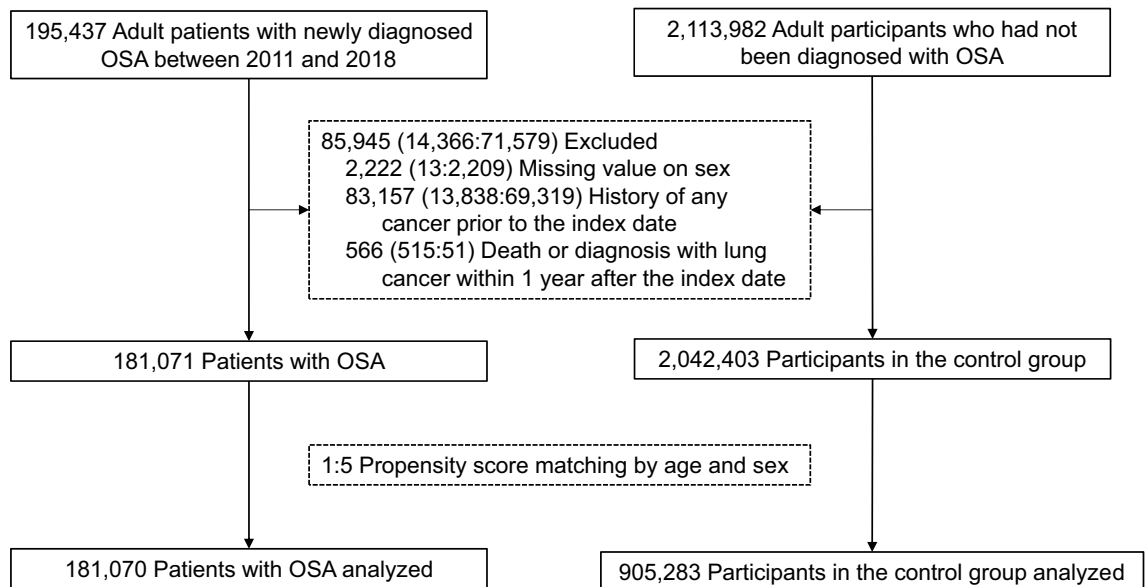 195,437 Adult patients with newly diagnosed
OSA between 2011 and 2018
2,113,982 Adult participants who had not
been diagnosed with OSA
85,945 (14,366:71,579) Excluded
2,222 (13:2,209) Missing value on sex
83,157 (13,838:69,319) History of any
cancer prior to the index date
566 (515:51) Death or diagnosis with lung
cancer within 1 year after the index date
181,071 Patients with OSA
2,042,403 Participants in the control group
1:5 Propensity score matching by age and sex
181,070 Patients with OSA analyzed
905,283 Participants in the control group analyzed